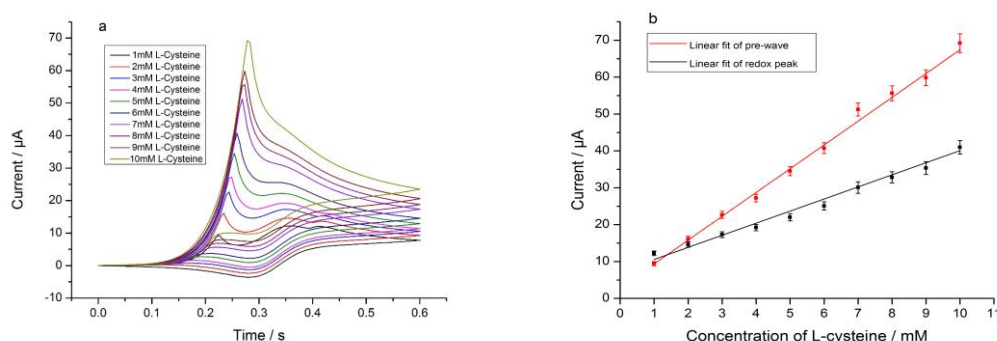 a
1mM L-Cysteine
2mM L-Cysteine
3mM L-Cysteine
4mM L-Cysteine
5mM L-Cysteine
6mM L-Cysteine
7mM L-Cysteine
8mM L-Cysteine
9mM L-Cysteine
10mM L-Cysteine
Current / µA
70
60
50
40
30
20
10
0
-10
0.0 0.1 0.2 0.3 0.4 0.5 0.6
Time / s
b
Linear fit of pre-wave
Linear fit of redox peak
Current / µA
70
60
50
40
30
20
10
0
1 2 3 4 5 6 7 8 9 10 11
Concentration of L-cysteine / mM